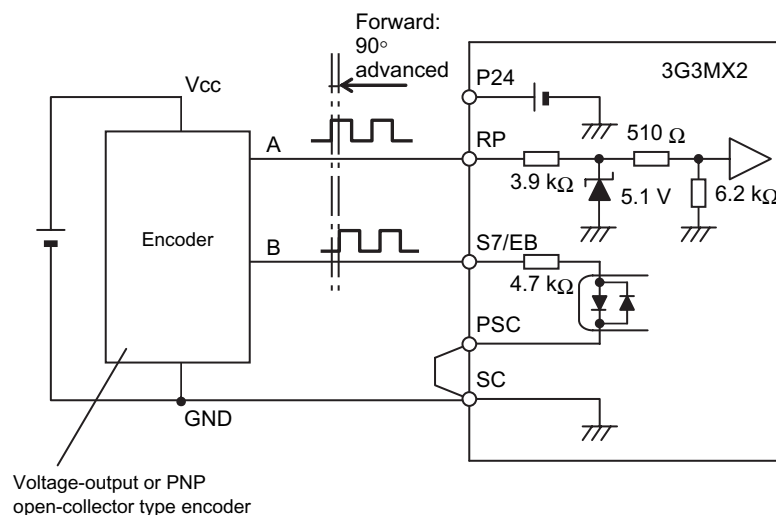 Forward:
90°
advanced
3G3MX2
Vcc
P24
A
RP
510 Ω
3.9 kΩ
5.1 V
6.2 kΩ
Encoder
B
S7/EB
4.7 kΩ
PSC
SC
GND
Voltage-output or PNP
open-collector type encoder